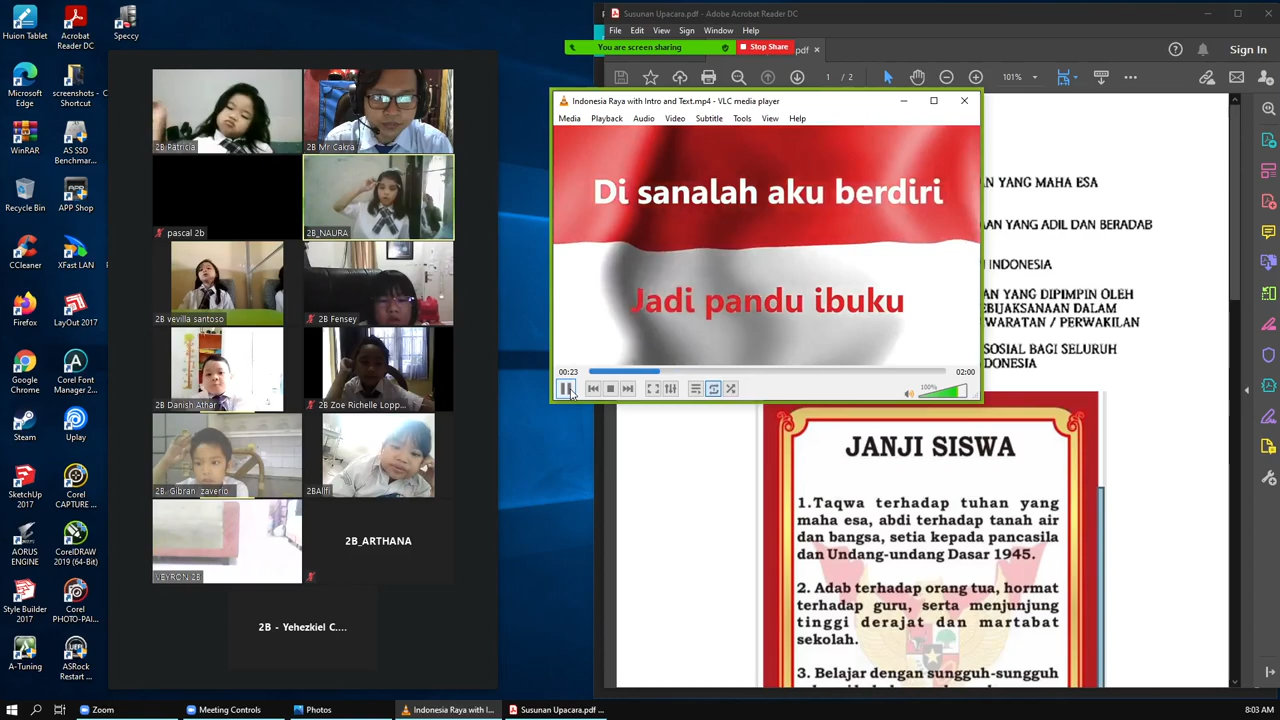 Huion Tablet
Acrobat
Reader DC
Speccy
Microsoft
Edge
screenshots -
Shortcut
WinRAR
AS SSD
Benchmar...
Recycle Bin
APP Shop
CCleaner
XFast LAN
Firefox
LayOut 2017
Google
Chrome
Corel Font
Manager 2...
Steam
Uplay
SketchUp
2017
Corel
CAPTURE ...
AORUS
ENGINE
CorelDRAW
2019 (64-Bit)
Style Builder
2017
Corel
PHOTO-PAI...
A-Tuning
ASRock
Restart ...
2B Patricia
2B Mr Cakra
pascal 2b
2B_NAURA
2B vevilla santoso
2B Fensey
2B Danish Athar
2B Zoe Richelle Lopp...
2B. Gibran zaverio
2BAlfi
VEYRON 2B
2B_ARTHANA
2B - Yehezkiel C....
Susunan Upacara.pdf - Adobe Acrobat Reader DC
File Edit View Sign Window Help
You are screen sharing
Stop Share
pdf
Sign In
1 / 2
101%
Indonesia Raya with Intro and Text.mp4 - VLC media player
Media Playback Audio Video Subtitle Tools View Help
Di sanalah aku berdiri
Jadi pandu ibuku
00:23
02:00
100%
AN YANG MAHA ESA
AAN YANG ADIL DAN BERADAB
INDONESIA
AN YANG DIPIMPIN OLEH
EBIJAKSANAAN DALAM
WARATAN / PERWAKILAN
SOSIAL BAGI SELURUH
DONESIA
JANJI SISWA
1.Taqwa terhadap tuhan yang
maha esa, abdi terhadap tanah air
dan bangsa, setia kepada pancasila
dan Undang-undang Dasar 1945.
2. Adab terhadap orang tua, hormat
terhadap guru, serta menjunjung
tinggi derajat dan martabat
sekolah.
3. Belajar dengan sungguh-sungguh
Zoom
Meeting Controls
Photos
Indonesia Raya with I...
Susunan Upacara.pdf ...
8:03 AM